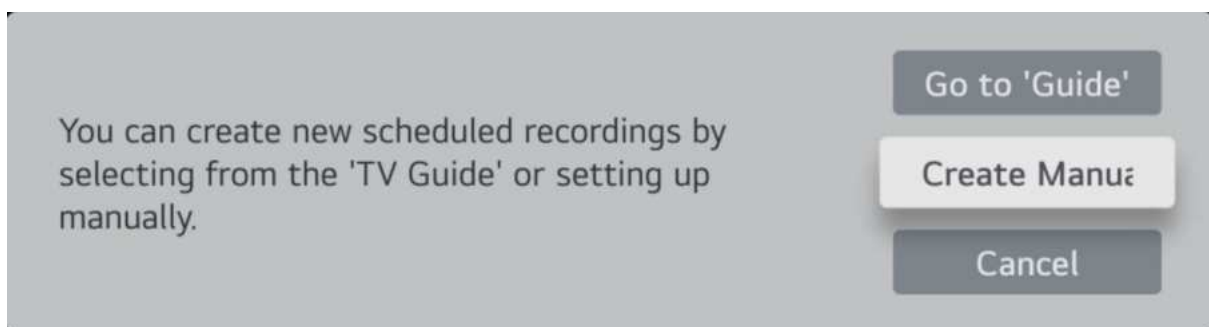 You can create new scheduled recordings by
selecting from the 'TV Guide' or setting up
manually.
Go to 'Guide'
Create
Cancel